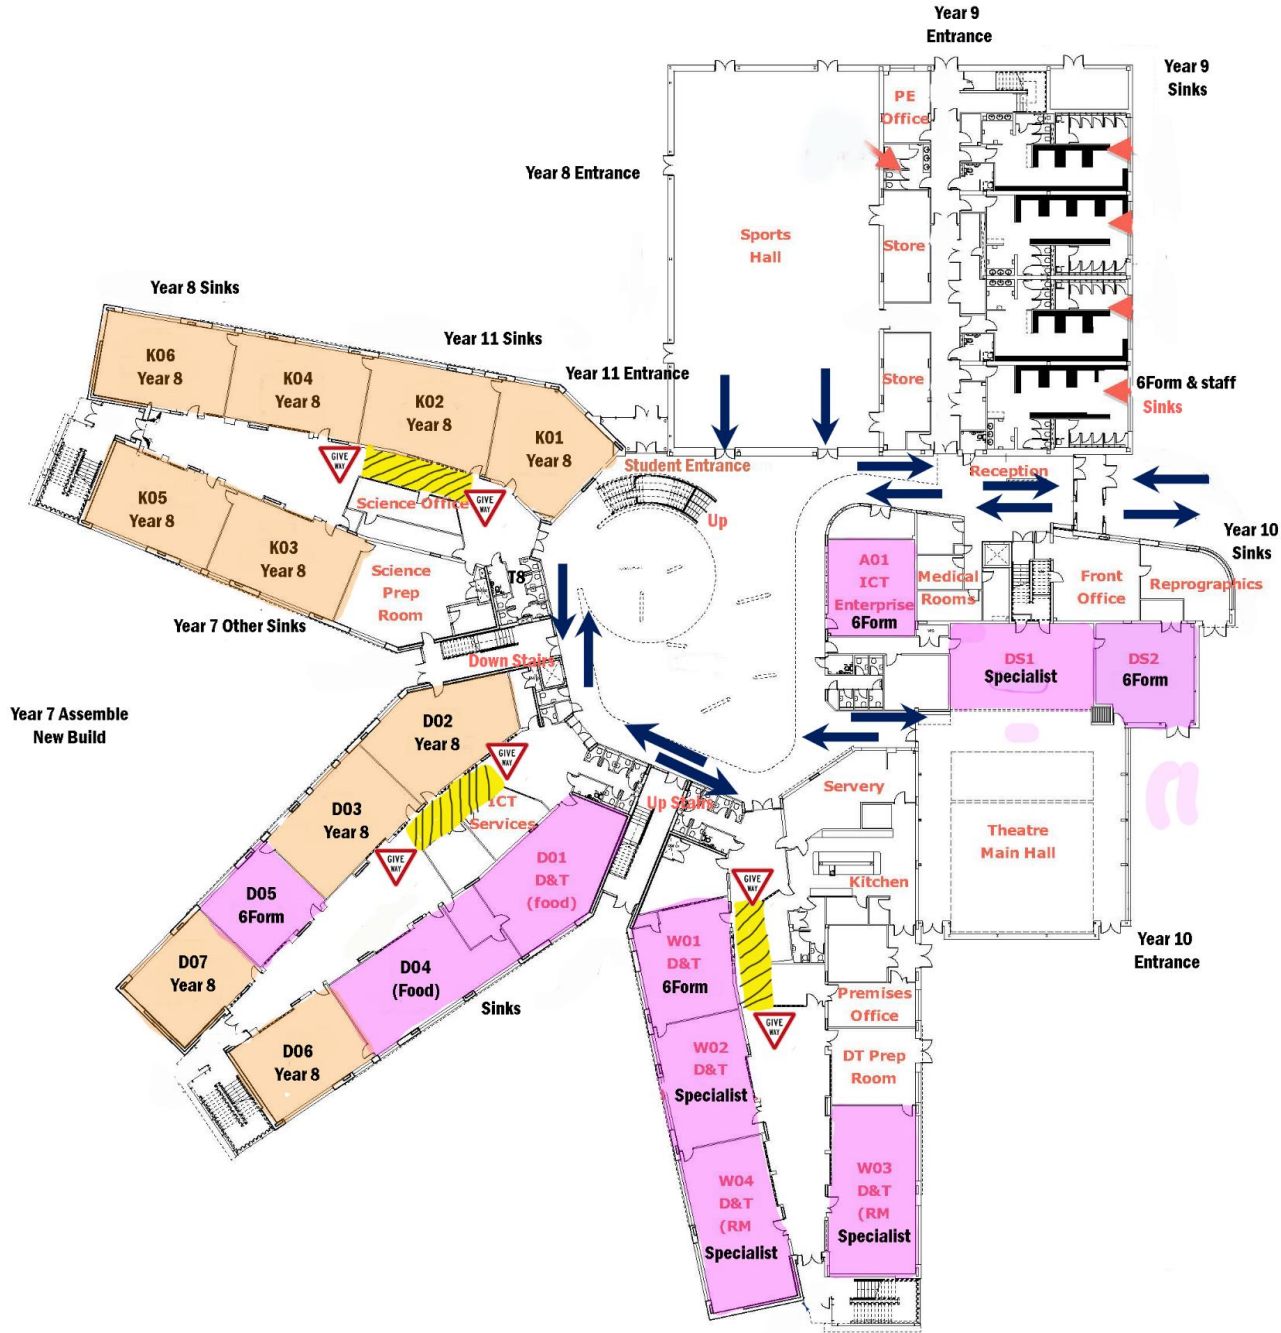 Year 9
Entrance
Year 9
Sinks
PE
Office
Year 8 Entrance
Sports
Hall
Store
Year 8 Sinks
Year 11 Sinks
Year 11 Entrance
Store
6Form & staff
Sinks
K06
Year 8
K04
Year 8
K02
Year 8
K01
Year 8
Student Entrance
Reception
GIVE
WAY
GIVE
WAY
Science Office
Up
K05
Year 8
K03
Year 8
Science
Prep
Room
T8
Year 10
Sinks
A01
ICT
Enterprise
6Form
Medical
Rooms
Front
Office
Reprographics
Year 7 Other Sinks
Down Stairs
DS1
Specialist
DS2
6Form
Year 7 Assemble
New Build
D02
Year 8
GIVE
WAY
D03
Year 8
ICT
Services
Up Stairs
Servery
Theatre
Main Hall
GIVE
WAY
D01
D&T
(food)
GIVE
WAY
Kitchen
D05
6Form
D04
(Food)
D07
Year 8
W01
D&T
6Form
Year 10
Entrance
Sinks
Premises
Office
GIVE
WAY
D06
Year 8
W02
D&T
Specialist
DT Prep
Room
W04
D&T
(RM
Specialist
W03
D&T
(RM
Specialist